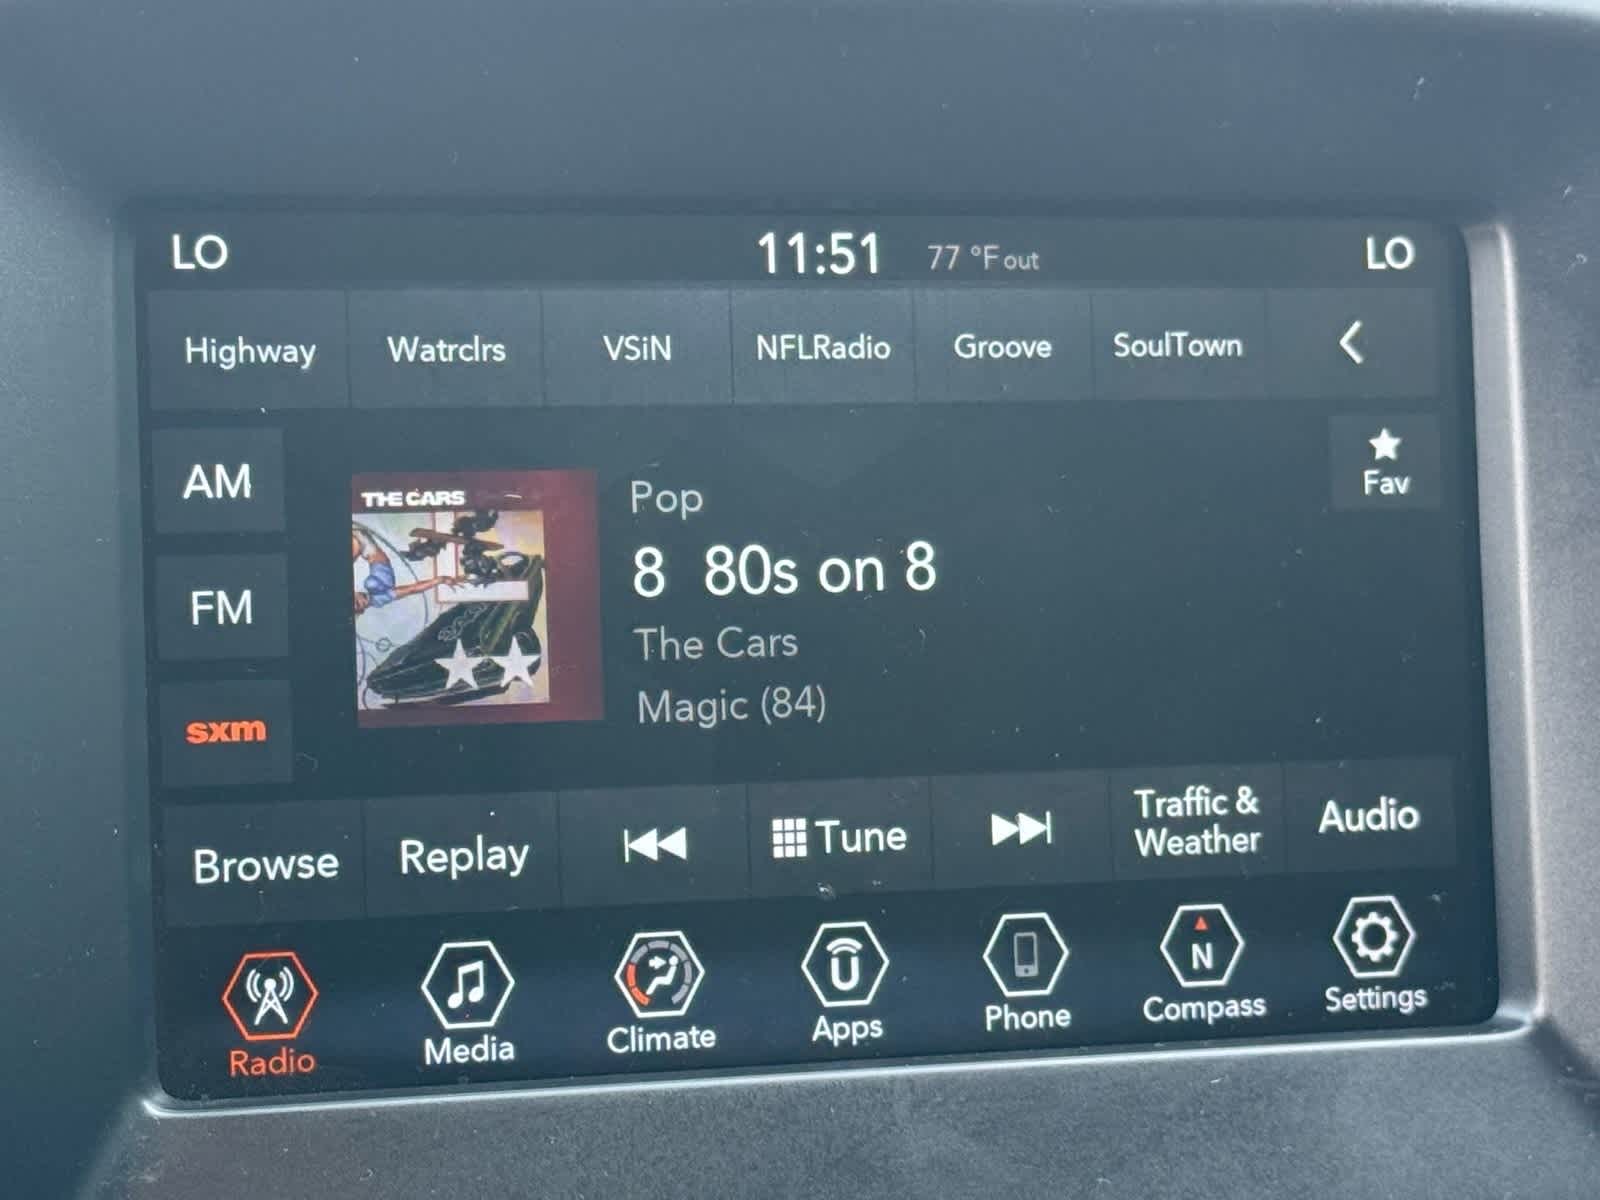 LO 11:51 77 °F out LO
Highway Watrclrs VSiN NFLRadio Groove SoulTown
AM
FM
sxm
THE CARS
Pop
8 80s on 8
The Cars
Magic (84)
Fav
Browse Replay Tune Traffic & Weather Audio
Radio Media Climate U Apps Phone N Compass Settings